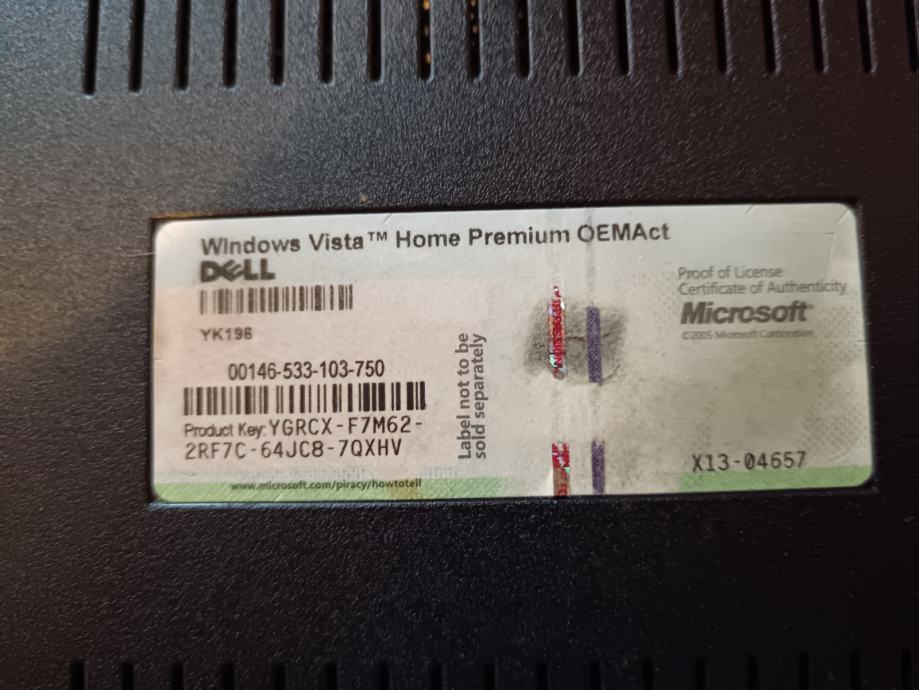 Windows Vista™ Home Premium OEMAct
DELL
YK196
00146-533-103-750
Product Key: YGRCX-F7M62-
2RF7C-64JC8-7QXHV
www.microsoft.com/piracy/howtotell
Label not to be
sold separately
Proof of License
Certificate of Authenticity
Microsoft
©2005 Microsoft Corporation
X13-04657